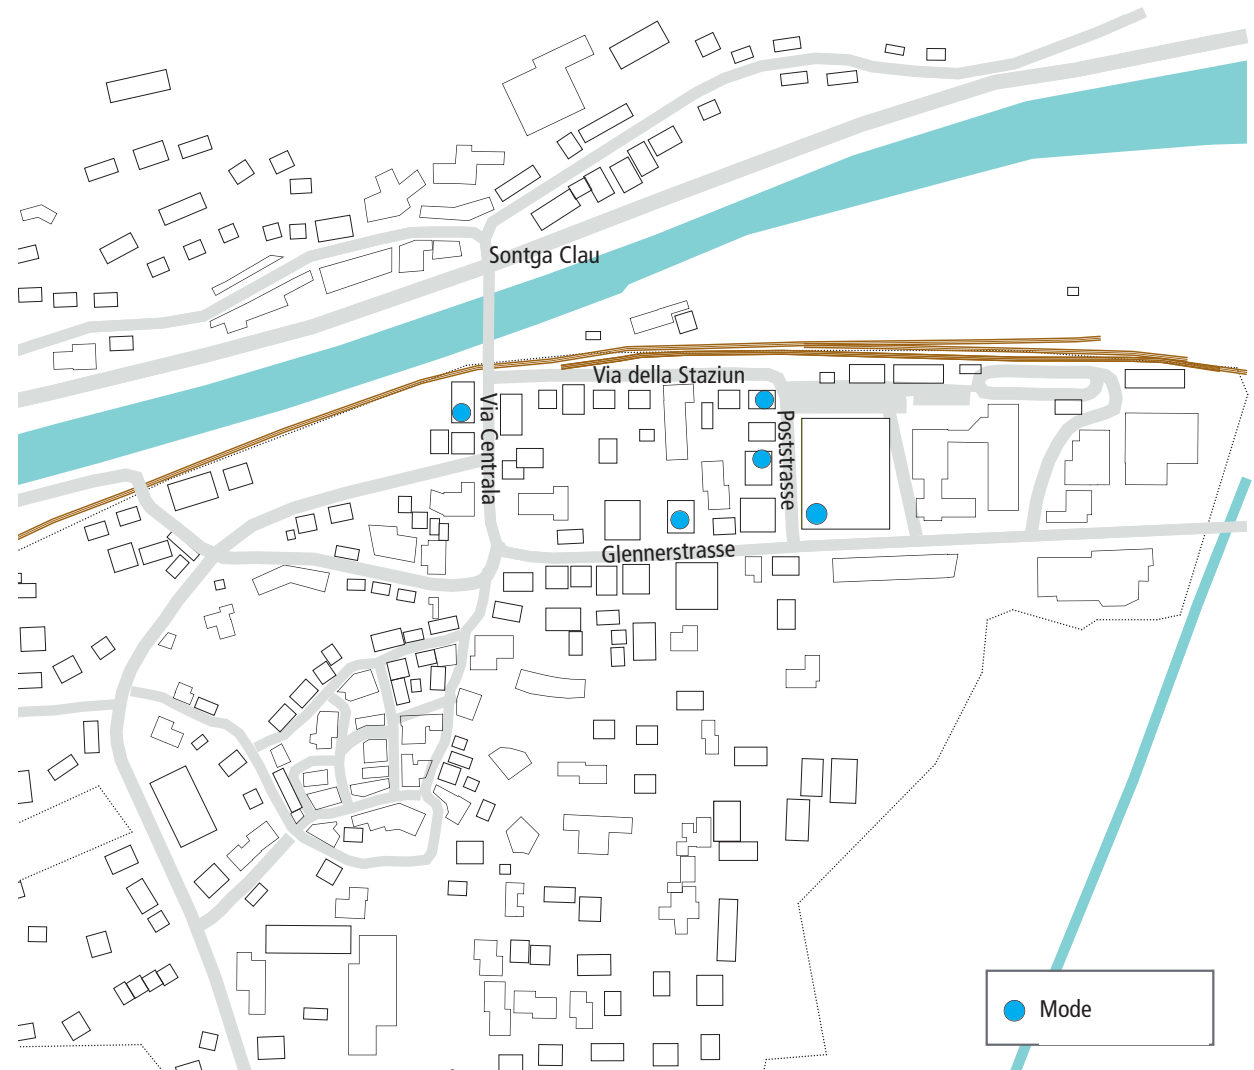 Sontga Clau
Via della Staziun
Via Centrala
Poststrasse
Glennerstrasse
Mode